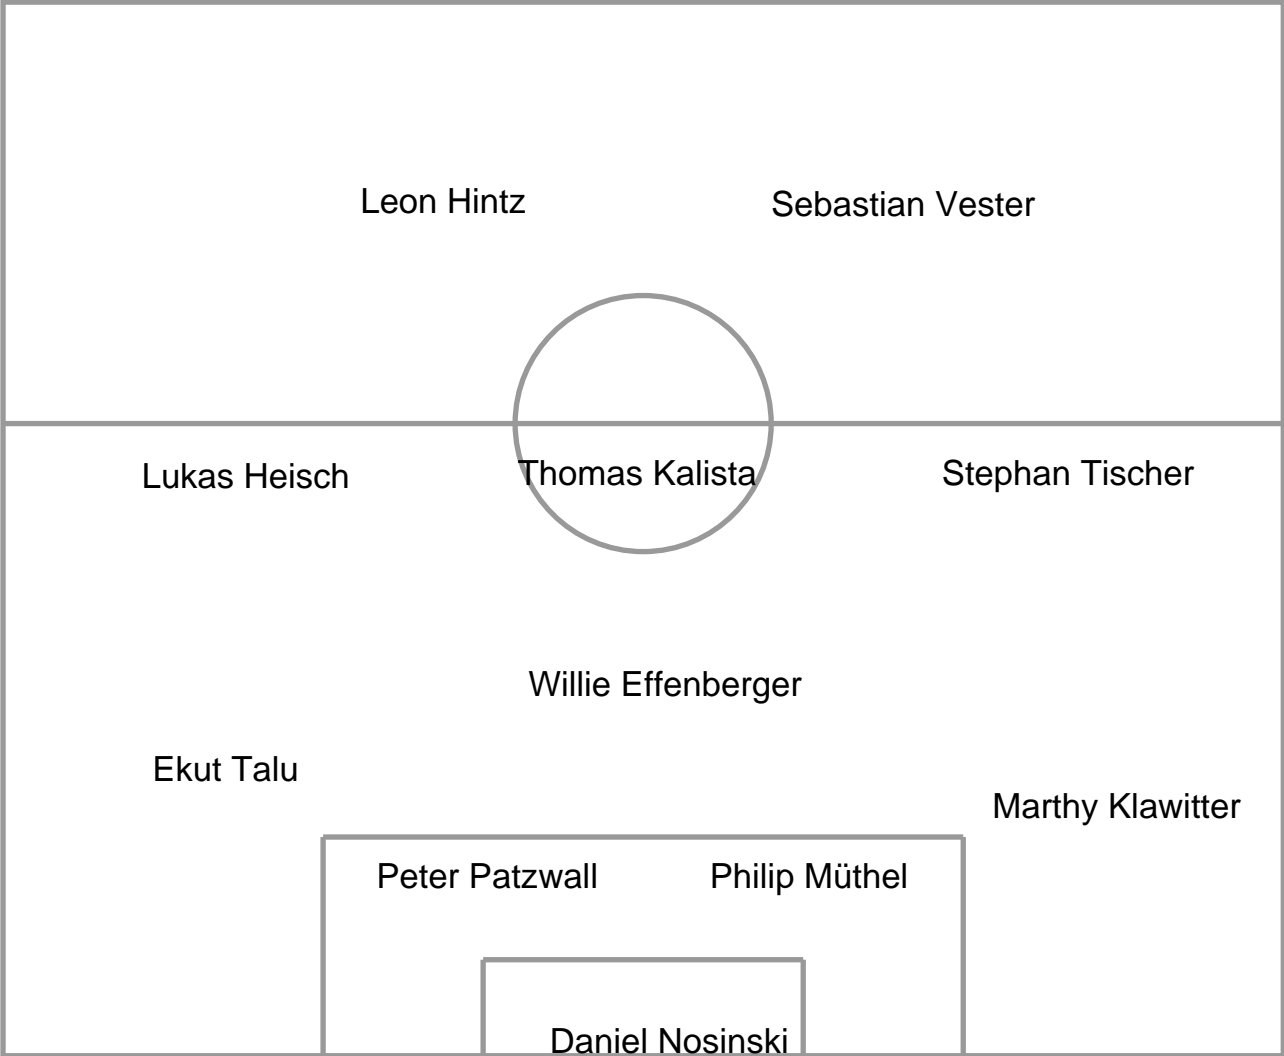 Leon Hintz
Sebastian Vester
Lukas Heisch
Thomas Kalista
Stephan Tischer
Willie Effenberger
Ekut Talu
Marthy Klawitter
Peter Patzwall
Philip Müthel
Daniel Nosinski